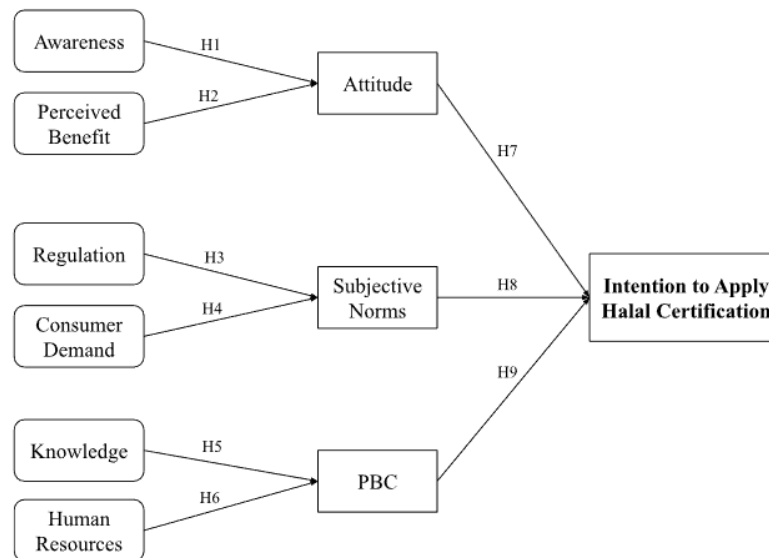 Awareness
H1
Perceived
Benefit
H2
Attitude
H7
Regulation
H3
Consumer
Demand
H4
Subjective
Norms
H8
Intention to Apply
Halal Certification
Knowledge
H5
Human
Resources
H6
PBC
H9